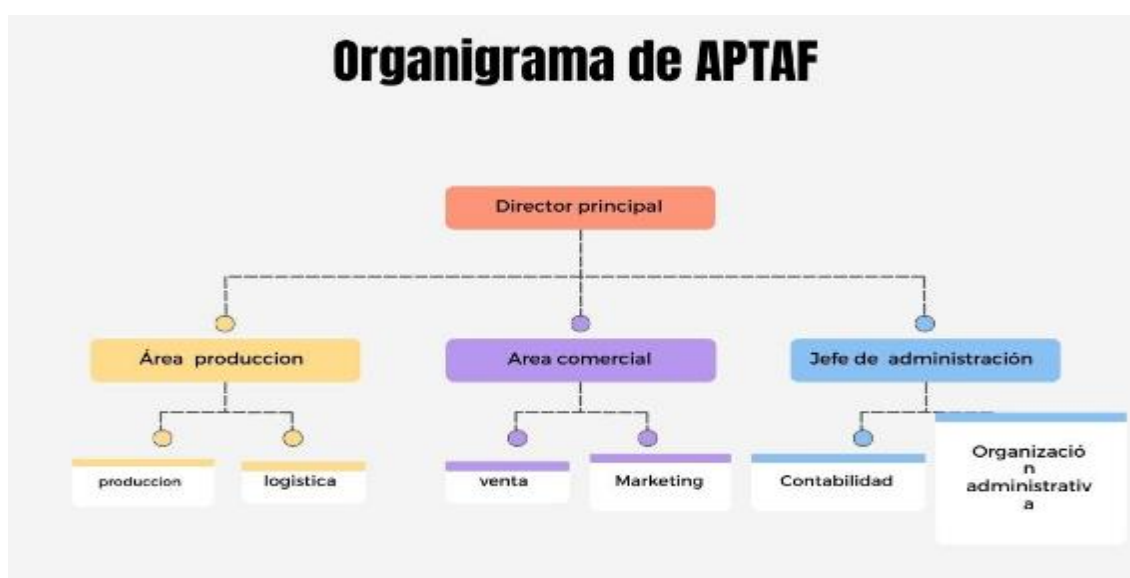 Organigrama de APTAF
Director principal
Área produccion
Area comercial
Jefe de administración
produccion
logistica
venta
Marketing
Contabilidad
Organizació
n
administrativ
a